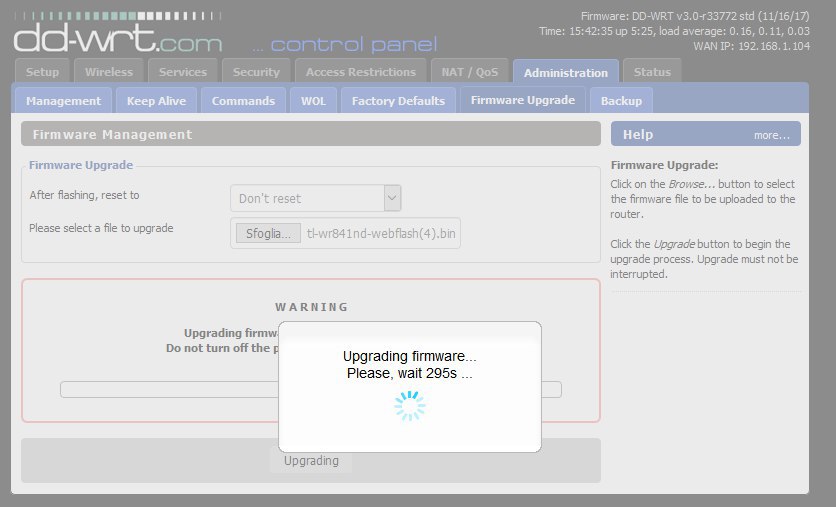 Firmware: DD-WRT v3.0-r33772 std (11/16/17)
Time: 15:42:35 up 5:25, load average: 0.16, 0.11, 0.03
WAN IP: 192.168.1.104
dd-wrt.com ... control panel
Setup Wireless Services Security Access Restrictions NAT / QoS Administration Status
Management Keep Alive Commands WOL Factory Defaults Firmware Upgrade Backup
Firmware Management
Firmware Upgrade
After flashing, reset to Don't reset
Please select a file to upgrade Sfoglia... tl-wr841nd-webflash(4).bin
WARNING
Upgrading firmw
Do not turn off the p
Upgrading firmware...
Please, wait 295s ...
Upgrading
Help more...
Firmware Upgrade:
Click on the Browse... button to select
the firmware file to be uploaded to the
router.
Click the Upgrade button to begin the
upgrade process. Upgrade must not be
interrupted.